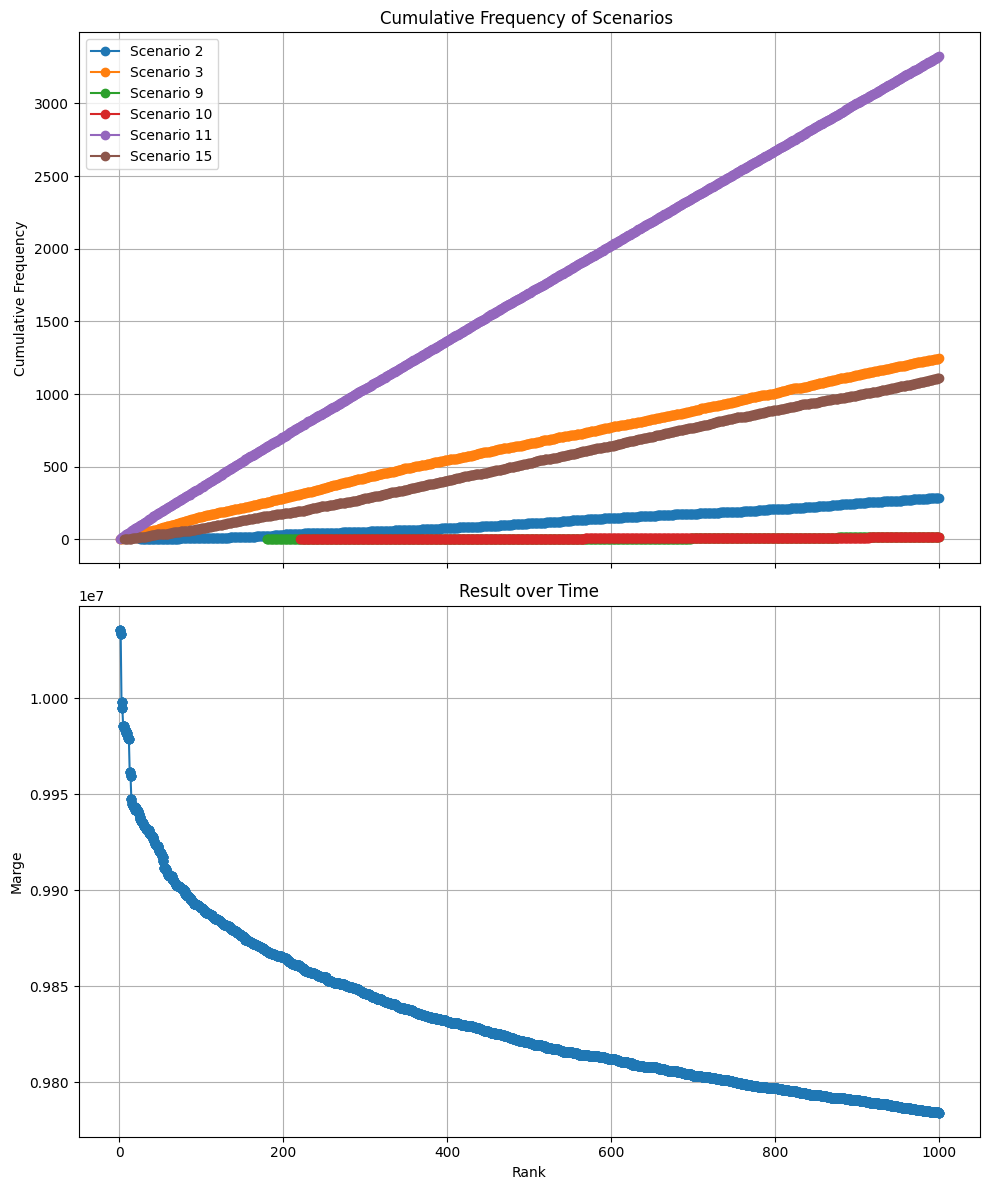 Cumulative Frequency of Scenarios
Scenario 2
Scenario 3
Scenario 9
Scenario 10
Scenario 11
Scenario 15
Cumulative Frequency
3000
2500
2000
1500
1000
500
0
Result over Time
1e7
Marge
1.000
0.995
0.990
0.985
0.980
0
200
400
600
800
1000
Rank